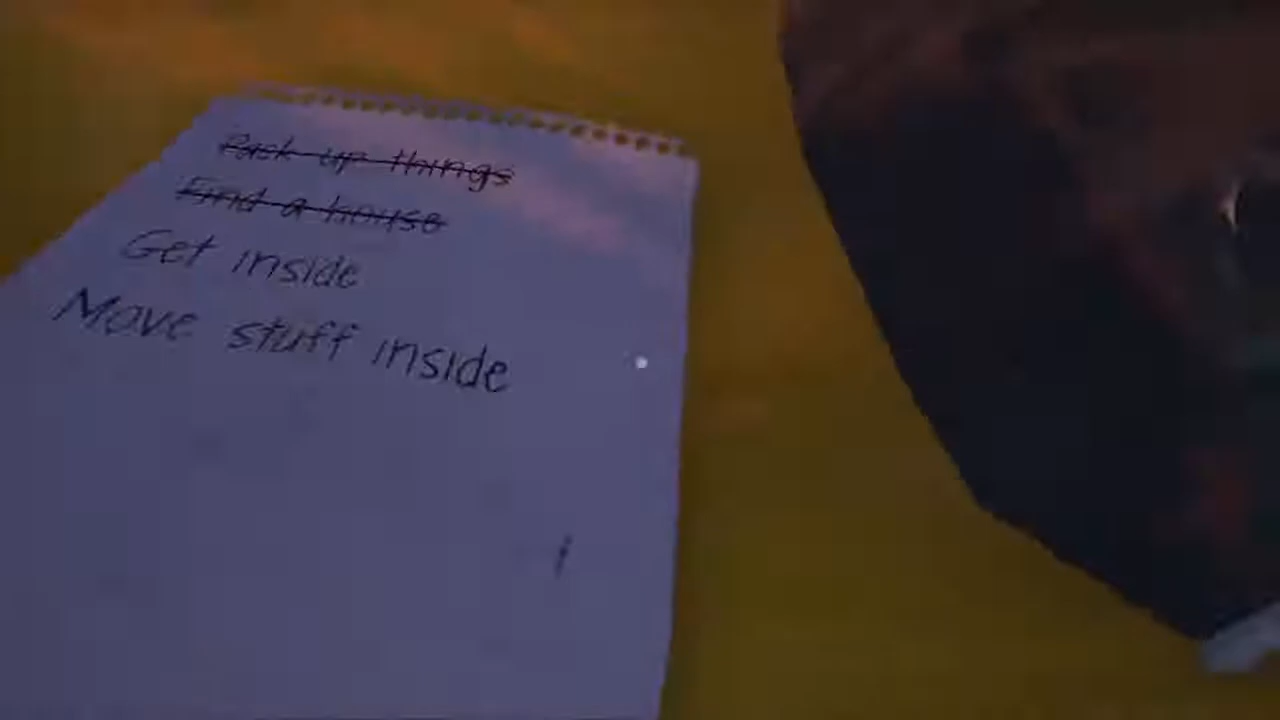 Pack up things
Find a house
Get inside
Move stuff inside